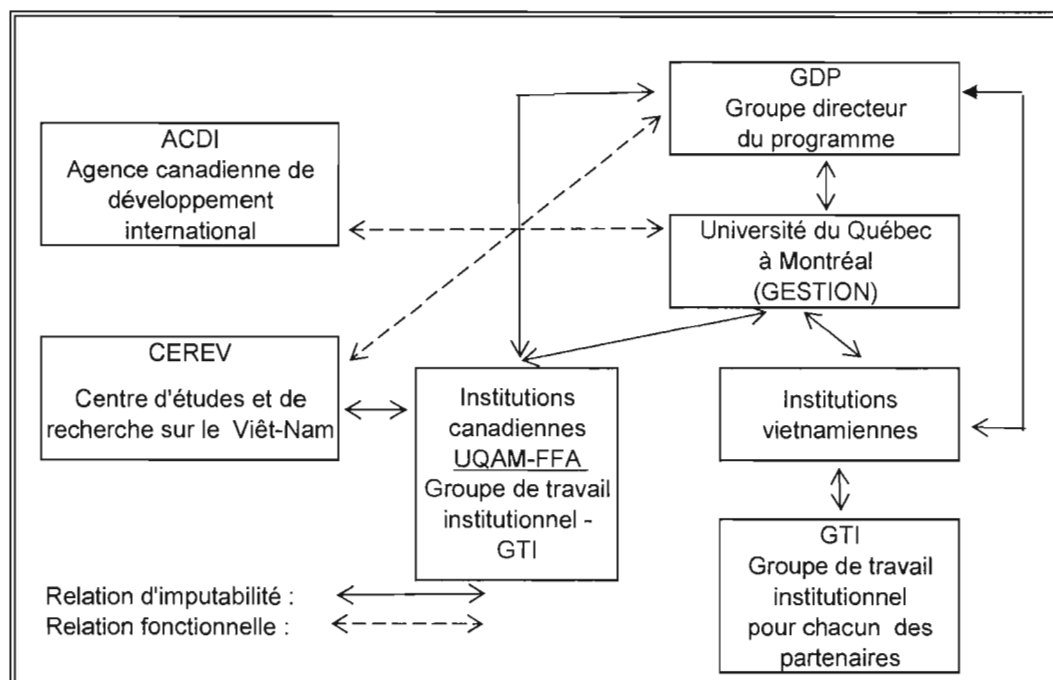 GDP
Groupe directeur
du programme
ACDI
Agence canadienne de
développement
international
Université du Québec
à Montréal
(GESTION)
CEREV
Centre d'études et de
recherche sur le Viêt-Nam
Institutions
canadiennes
UQAM-FFA
Groupe de travail
institutionnel -
GTI
Institutions
vietnamiennes
GTI
Groupe de travail
institutionnel
pour chacun des
partenaires
Relation d'imputabilité :
Relation fonctionnelle :